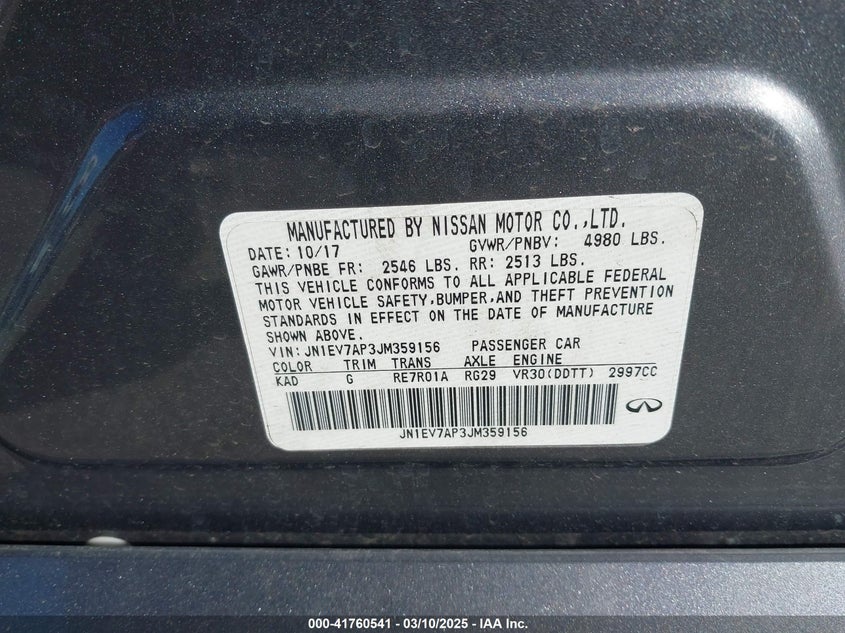 MANUFACTURED BY NISSAN MOTOR CO.,LTD.
DATE: 10/17 GVWR/PNBV: 4980 LBS.
GAWR/PNBE FR: 2546 LBS. RR: 2513 LBS.
THIS VEHICLE CONFORMS TO ALL APPLICABLE FEDERAL
MOTOR VEHICLE SAFETY,BUMPER,AND THEFT PREVENTION
STANDARDS IN EFFECT ON THE DATE OF MANUFACTURE
SHOWN ABOVE.
VIN: JN1EV7AP3JM359156 PASSENGER CAR
COLOR TRIM TRANS AXLE ENGINE
KAD G RE7R01A RG29 VR30(DDTT) 2997CC
JN1EV7AP3JM359156
000-41760541 - 03/10/2025 - IAA Inc.